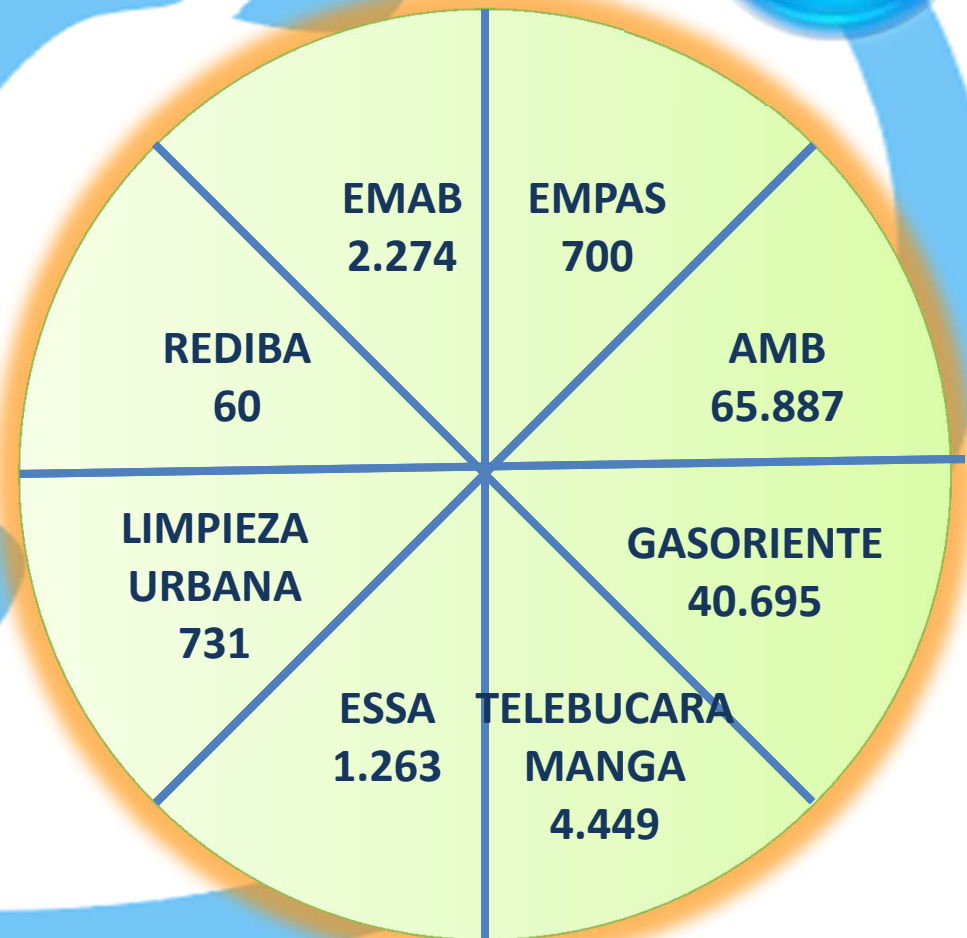 EMAB
2.274
EMPAS
700
REDIBA
60
AMB
65.887
LIMPIEZA
URBANA
731
GASORIENTE
40.695
ESSA
1.263
TELEBUCARA
MANGA
4.449